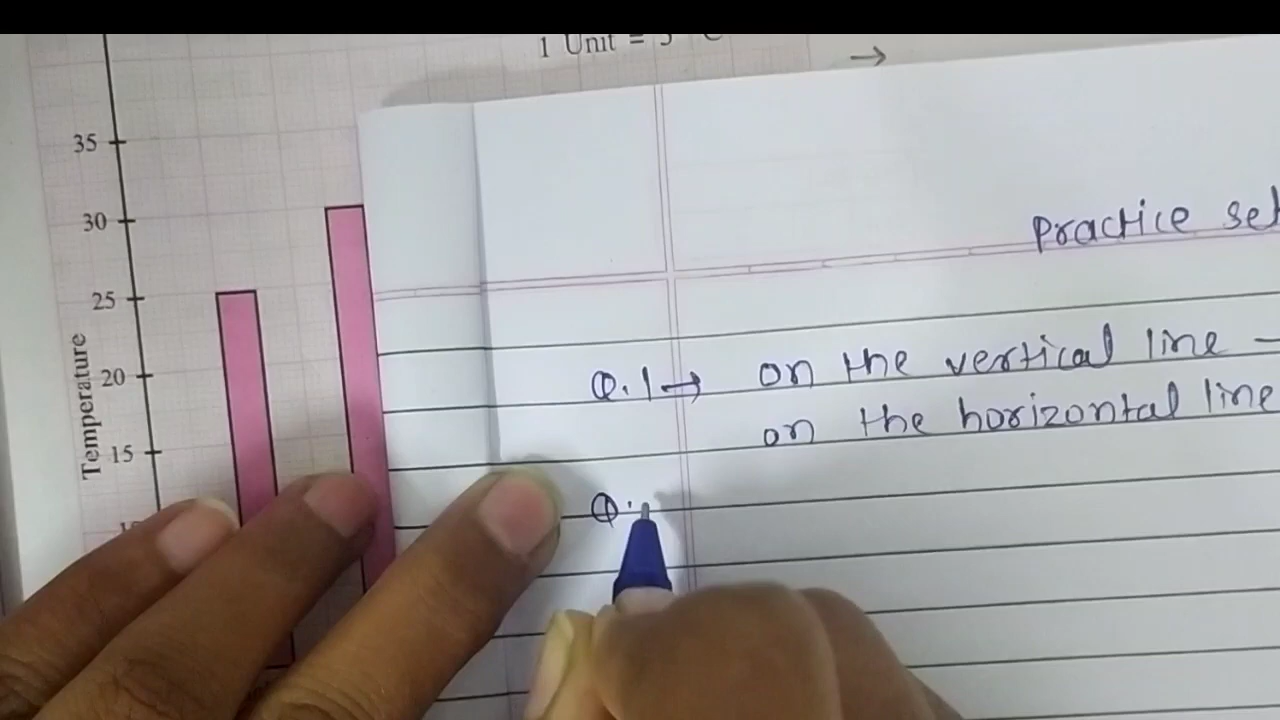 1 Unit = 5 °C
→
35
30
25
20
15
Temperature
Practice set
Q.1→ on the vertical line -
on the horizontal line
Q.